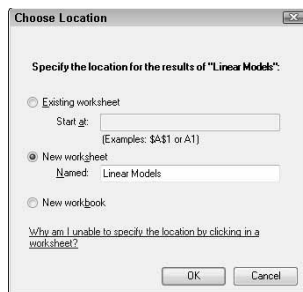 Choose Location
Specify the location for the results of "Linear Models":
Existing worksheet
Start at:
(Examples: $A$1 or A1)
New worksheet
Named: Linear Models
New workbook
Why am I unable to specify the location by clicking in a
worksheet?
OK Cancel